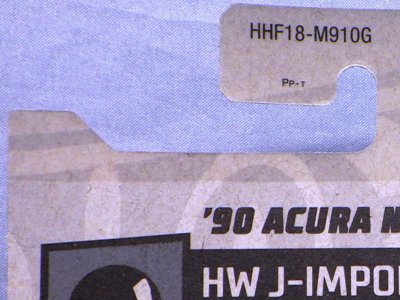 HHF18-M910G
PP-T
'90 ACURA N
HW J-IMPO